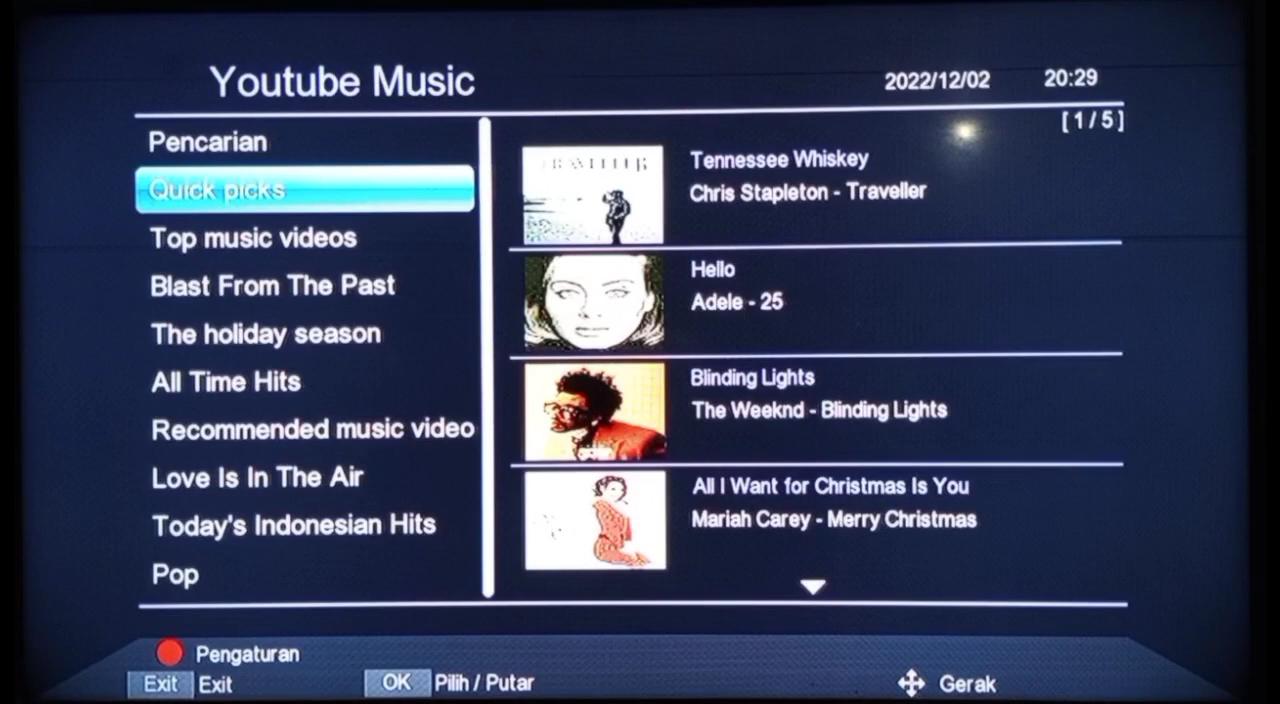 Youtube Music
2022/12/02 20:29
[1/5]
Pencarian
Quick picks
Top music videos
Blast From The Past
The holiday season
All Time Hits
Recommended music video
Love Is In The Air
Today's Indonesian Hits
Pop
TRAVELLER
Tennessee Whiskey
Chris Stapleton - Traveller
Hello
Adele - 25
Blinding Lights
The Weeknd - Blinding Lights
All I Want for Christmas Is You
Mariah Carey - Merry Christmas
Pengaturan
Exit Exit
OK Pilih / Putar
Gerak